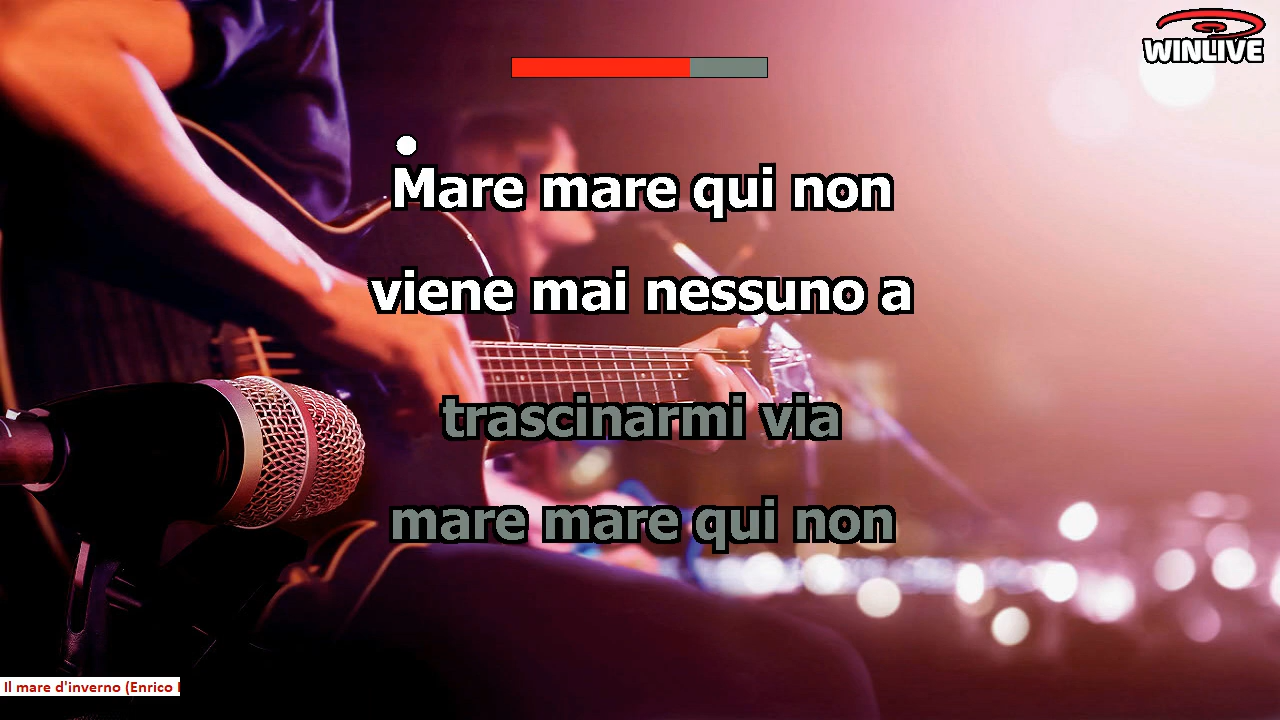 WINLIVE
Mare mare qui non
viene mai nessuno a
trascinarmi via
mare mare qui non
Il mare d'inverno (Enrico